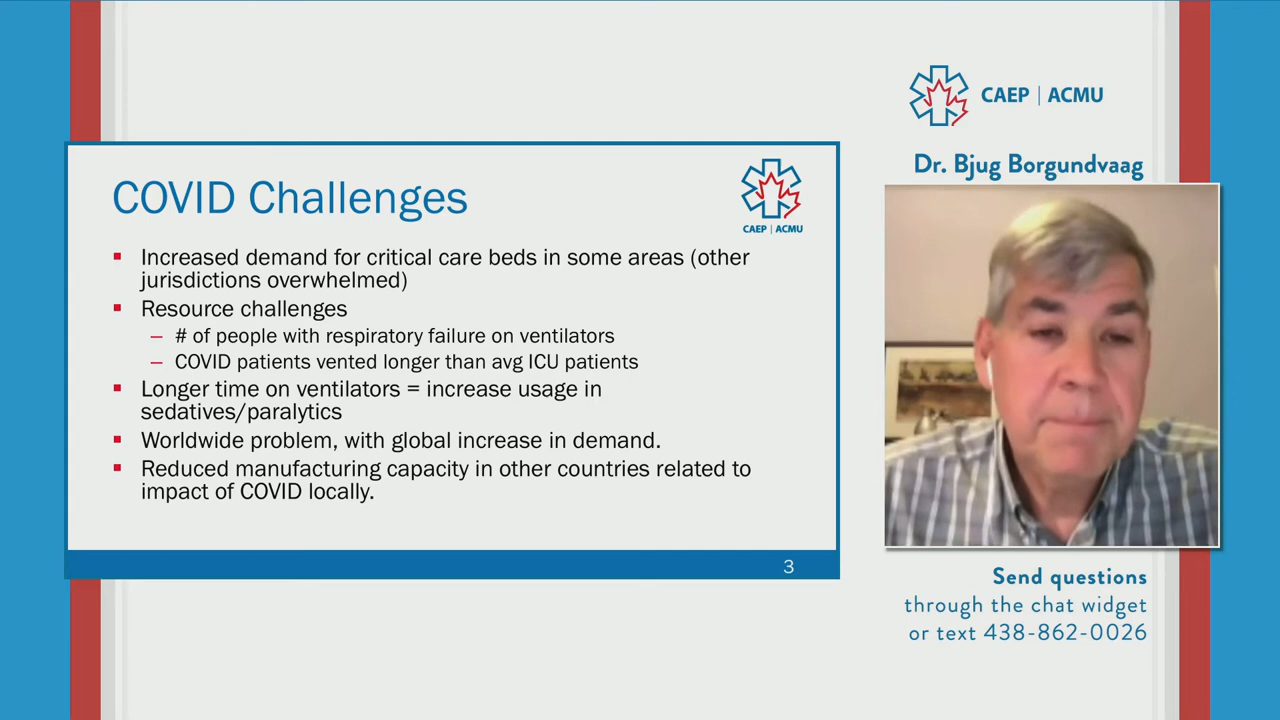 COVID Challenges
CAEP | ACMU
▪ Increased demand for critical care beds in some areas (other
jurisdictions overwhelmed)
▪ Resource challenges
– # of people with respiratory failure on ventilators
– COVID patients vented longer than avg ICU patients
▪ Longer time on ventilators = increase usage in
sedatives/paralytics
▪ Worldwide problem, with global increase in demand.
▪ Reduced manufacturing capacity in other countries related to
impact of COVID locally.
3
CAEP | ACMU
Dr. Bjug Borgundvaag
Send questions
through the chat widget
or text 438-862-0026